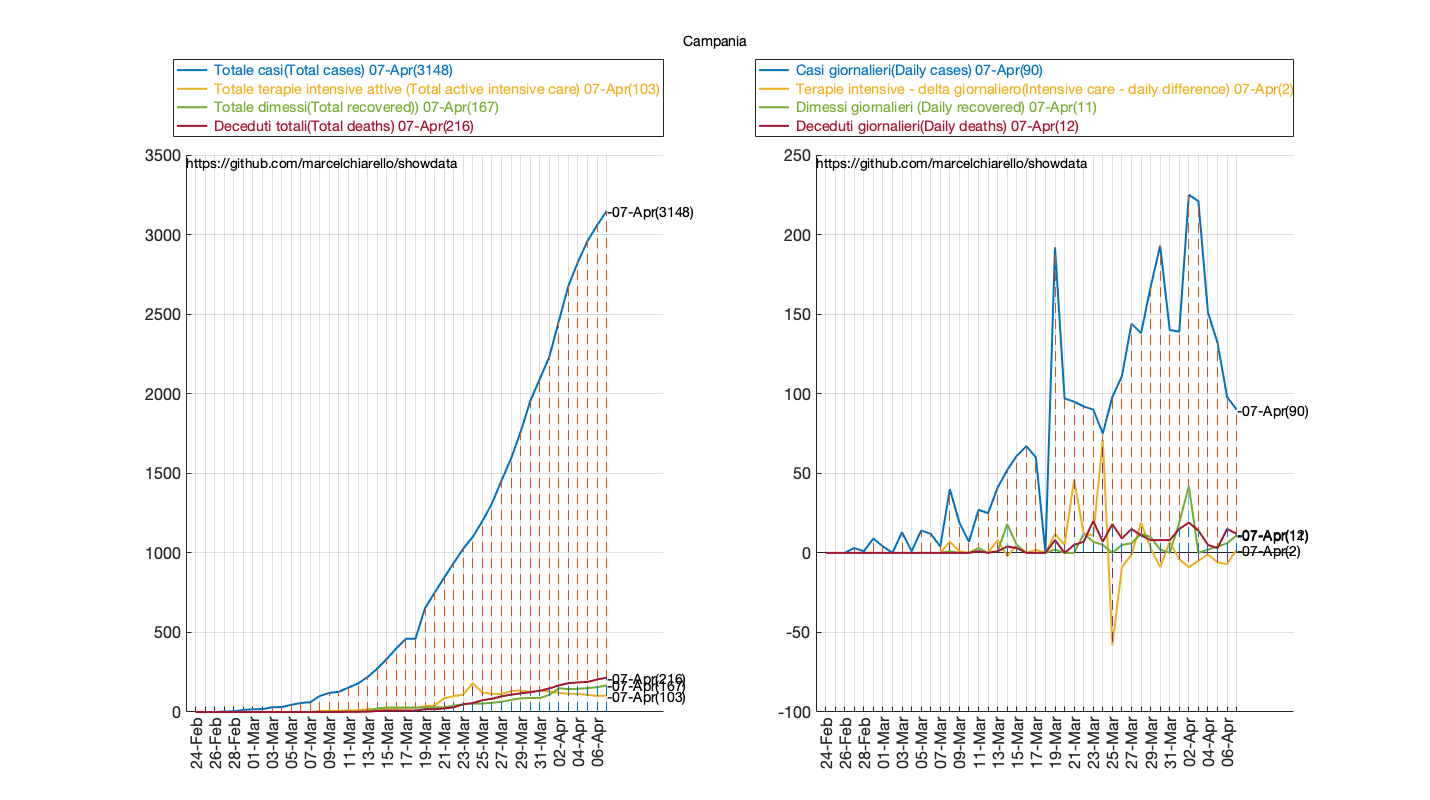 Campania
Totale casi(Total cases) 07-Apr(3148)
Totale terapie intensive attive (Total active intensive care) 07-Apr(103)
Totale dimessi(Total recovered)) 07-Apr(167)
Deceduti totali(Total deaths) 07-Apr(216)
3500
https://github.com/marcelchiarello/showdata
3000
2500
2000
1500
1000
500
0
-07-Apr(3148)
-07-Apr(216)
-07-Apr(167)
-07-Apr(103)
24-Feb
26-Feb
28-Feb
01-Mar
03-Mar
05-Mar
07-Mar
09-Mar
11-Mar
13-Mar
15-Mar
17-Mar
19-Mar
21-Mar
23-Mar
25-Mar
27-Mar
29-Mar
31-Mar
02-Apr
04-Apr
06-Apr
Casi giornalieri(Daily cases) 07-Apr(90)
Terapie intensive - delta giornaliero(Intensive care - daily difference) 07-Apr(2)
Dimessi giornalieri (Daily recovered) 07-Apr(11)
Deceduti giornalieri(Daily deaths) 07-Apr(12)
250
https://github.com/marcelchiarello/showdata
200
150
100
50
0
-50
-100
-07-Apr(90)
-07-Apr(12)
-07-Apr(11)
-07-Apr(2)
24-Feb
26-Feb
28-Feb
01-Mar
03-Mar
05-Mar
07-Mar
09-Mar
11-Mar
13-Mar
15-Mar
17-Mar
19-Mar
21-Mar
23-Mar
25-Mar
27-Mar
29-Mar
31-Mar
02-Apr
04-Apr
06-Apr